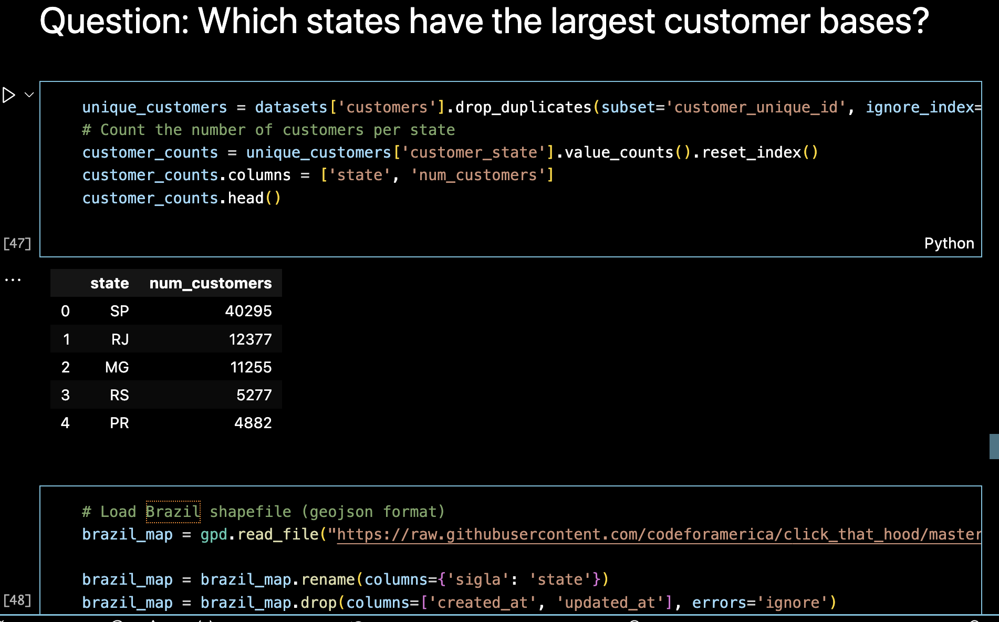 Question: Which states have the largest customer bases?
unique_customers = datasets['customers'].drop_duplicates(subset='customer_unique_id', ignore_index=
# Count the number of customers per state
customer_counts = unique_customers['customer_state'].value_counts().reset_index()
customer_counts.columns = ['state', 'num_customers']
customer_counts.head()
[47]
Python
...
state num_customers
0 SP 40295
1 RJ 12377
2 MG 11255
3 RS 5277
4 PR 4882
# Load Brazil shapefile (geojson format)
brazil_map = gpd.read_file("https://raw.githubusercontent.com/codeforamerica/click_that_hood/master
brazil_map = brazil_map.rename(columns={'sigla': 'state'})
[48]
brazil_map = brazil_map.drop(columns=['created_at', 'updated_at'], errors='ignore')